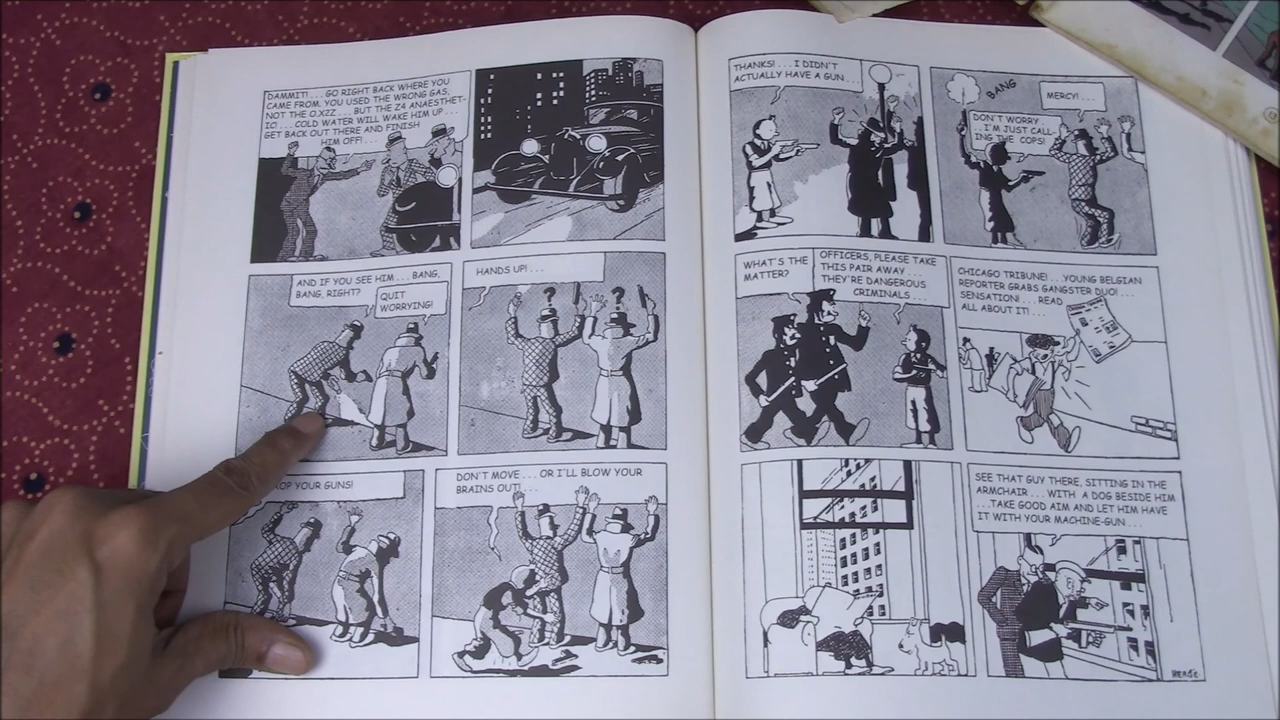 DAMMIT!... GO RIGHT BACK WHERE YOU
CAME FROM. YOU USED THE WRONG GAS,
NOT THE O.XZZ... BUT THE Z4 ANAESTHET-
IC!... COLD WATER WILL WAKE HIM UP...
GET BACK OUT THERE AND FINISH
HIM OFF!...
AND IF YOU SEE HIM... BANG,
BANG, RIGHT?
QUIT
WORRYING!
HANDS UP!...
OP YOUR GUNS!
DON'T MOVE... OR I'LL BLOW YOUR
BRAINS OUT!...
THANKS!... I DIDN'T
ACTUALLY HAVE A GUN...
BANG
MERCY!...
DON'T WORRY...
...I'M JUST CALL-
ING THE COPS!
WHAT'S THE
MATTER?
OFFICERS, PLEASE TAKE
THIS PAIR AWAY...
THEY'RE DANGEROUS
CRIMINALS...
CHICAGO TRIBUNE!... YOUNG BELGIAN
REPORTER GRABS GANGSTER DUO!...
SENSATION!... READ
ALL ABOUT IT!...
SEE THAT GUY THERE, SITTING IN THE
ARMCHAIR... WITH A DOG BESIDE HIM
...TAKE GOOD AIM AND LET HIM HAVE
IT WITH YOUR MACHINE-GUN...
HERGÉ